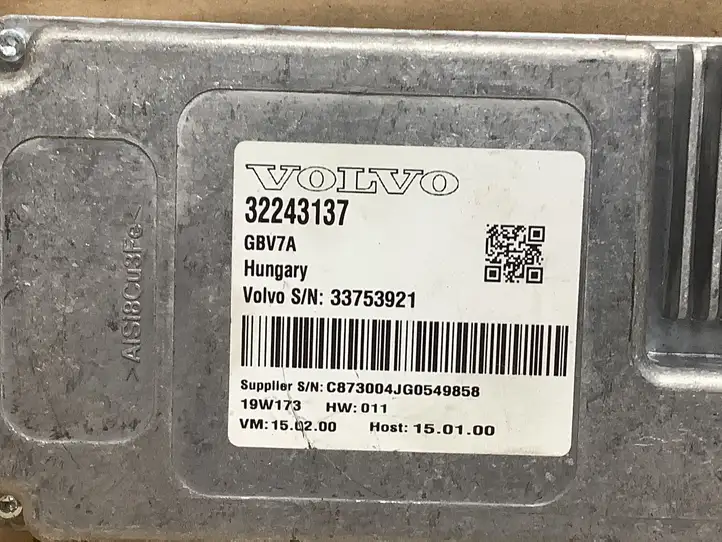 VOLVO
32243137
GBV7A
Hungary
Volvo S/N: 33753921
Supplier S/N: C873004JG0549858
19W173 HW: 011
VM: 15.02.00 Host: 15.01.00
>AlSi8Cu3Fe<